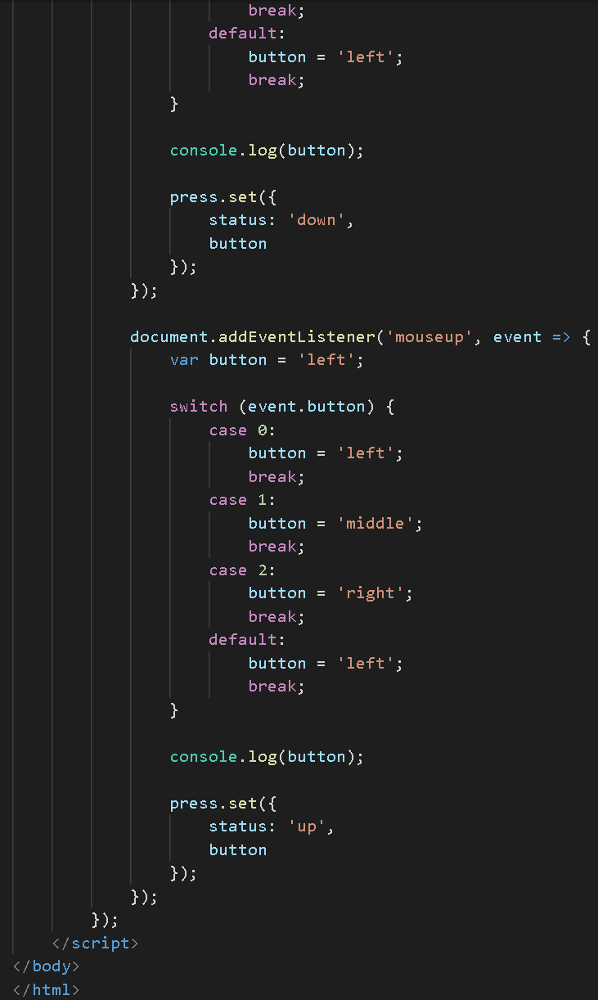 break;
default:
button = 'left';
break;
}
console.log(button);
press.set({
status: 'down',
button
});
});
document.addEventListener('mouseup', event => {
var button = 'left';
switch (event.button) {
case 0:
button = 'left';
break;
case 1:
button = 'middle';
break;
case 2:
button = 'right';
break;
default:
button = 'left';
break;
}
console.log(button);
press.set({
status: 'up',
button
});
});
});
</script>
</body>
</html>